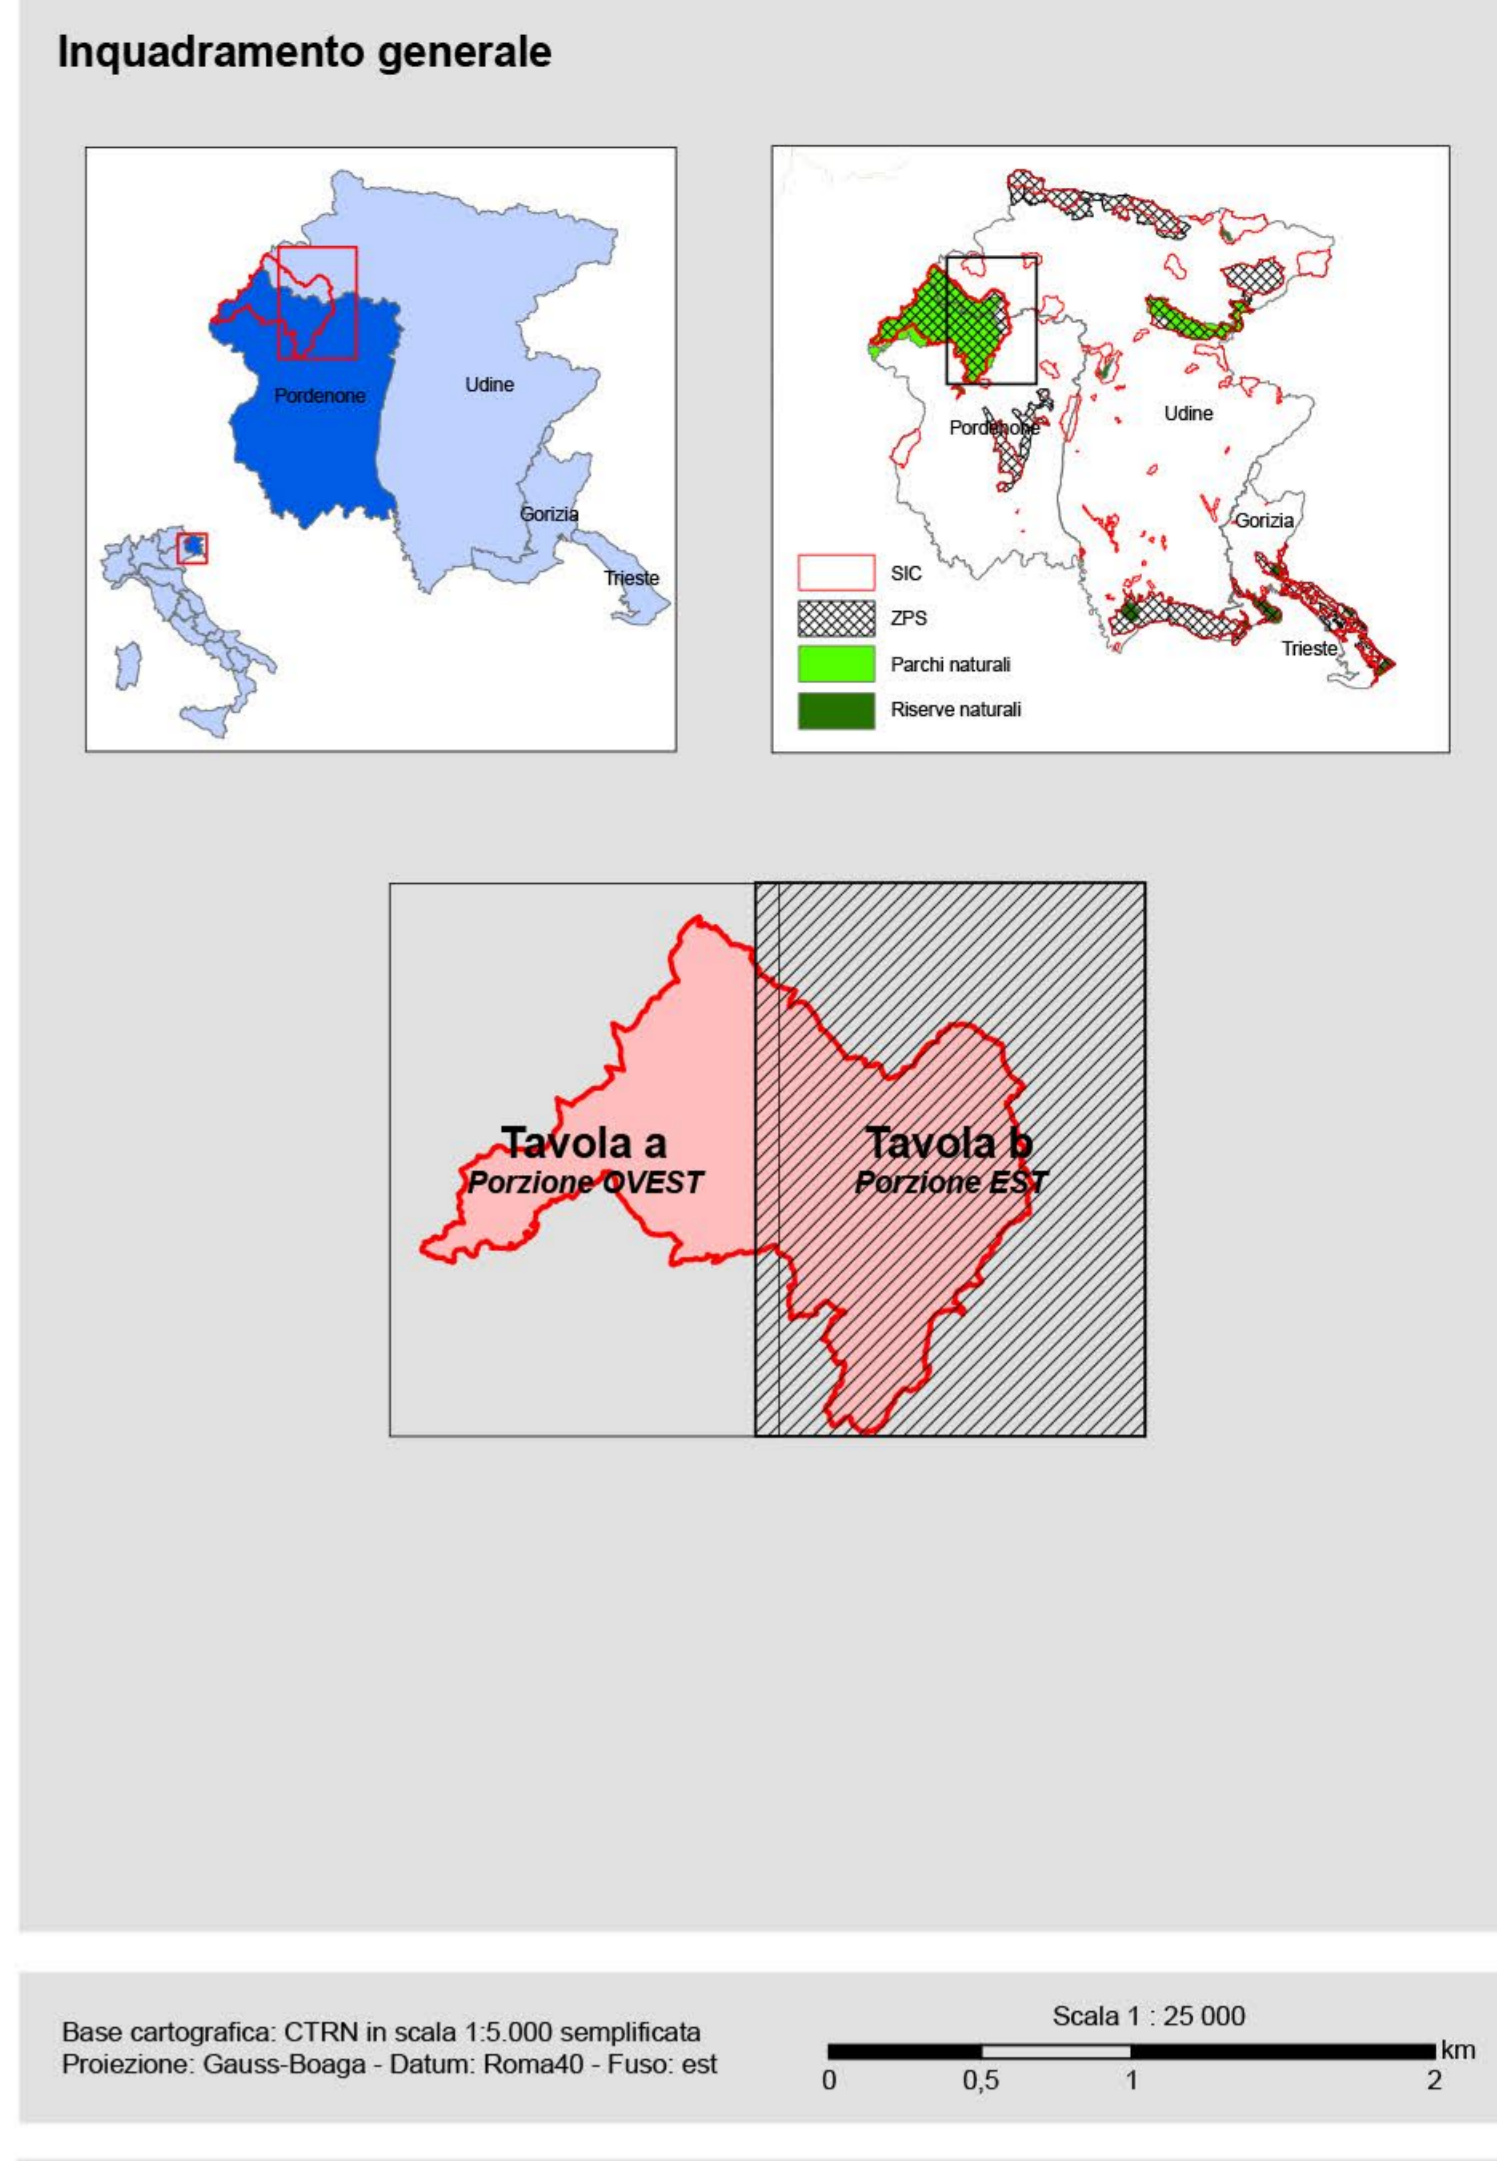 Inquadramento generale
Pordenone
Udine
Gorizia
Trieste
Pordenone
Udine
Gorizia
Trieste
SIC
ZPS
Parchi naturali
Riserve naturali
Tavola a
Porzione OVEST
Tavola b
Porzione EST
Base cartografica: CTRN in scala 1:5.000 semplificata
Proiezione: Gauss-Boaga - Datum: Roma40 - Fuso: est
Scala 1 : 25 000
km
0 0,5 1 2